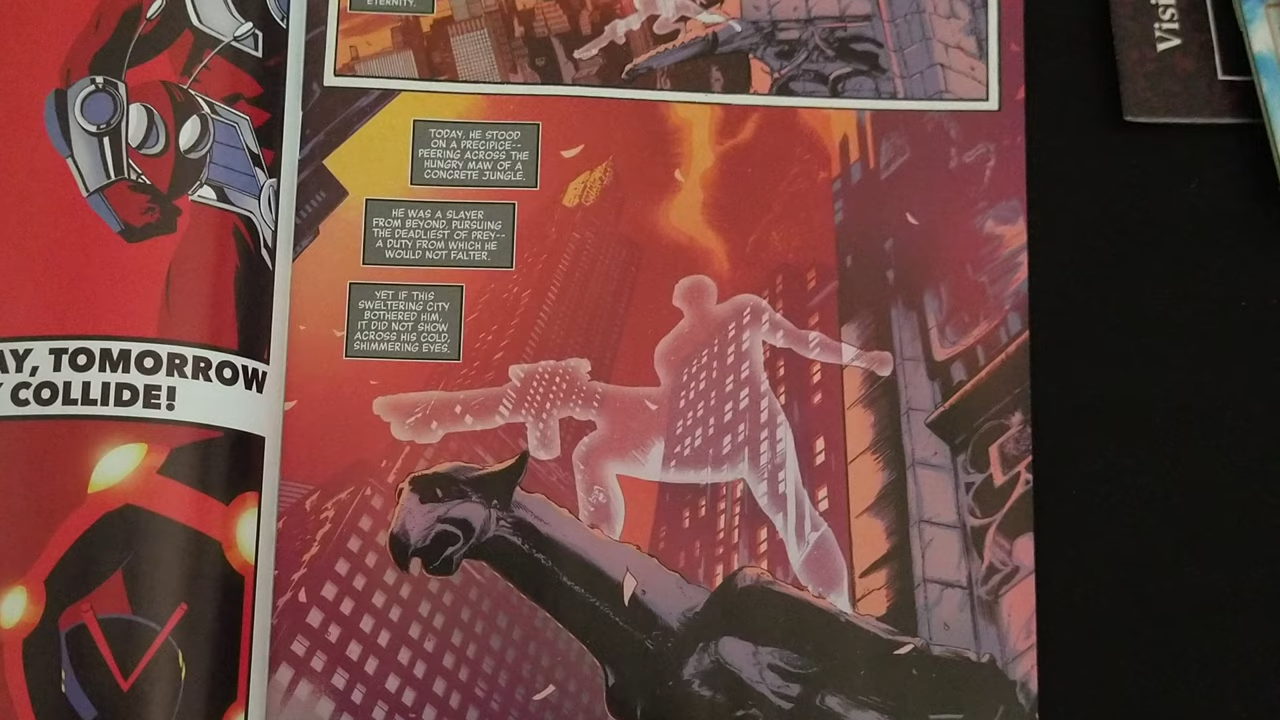 ETERNITY.
TODAY, HE STOOD
ON A PRECIPICE--
PEERING ACROSS THE
HUNGRY MAW OF A
CONCRETE JUNGLE.
HE WAS A SLAYER
FROM BEYOND, PURSUING
THE DEADLIEST OF PREY--
A DUTY FROM WHICH HE
WOULD NOT FALTER.
YET IF THIS
SWELTERING CITY
BOTHERED HIM,
IT DID NOT SHOW
ACROSS HIS COLD,
SHIMMERING EYES.
AY, TOMORROW
COLLIDE!
Visi